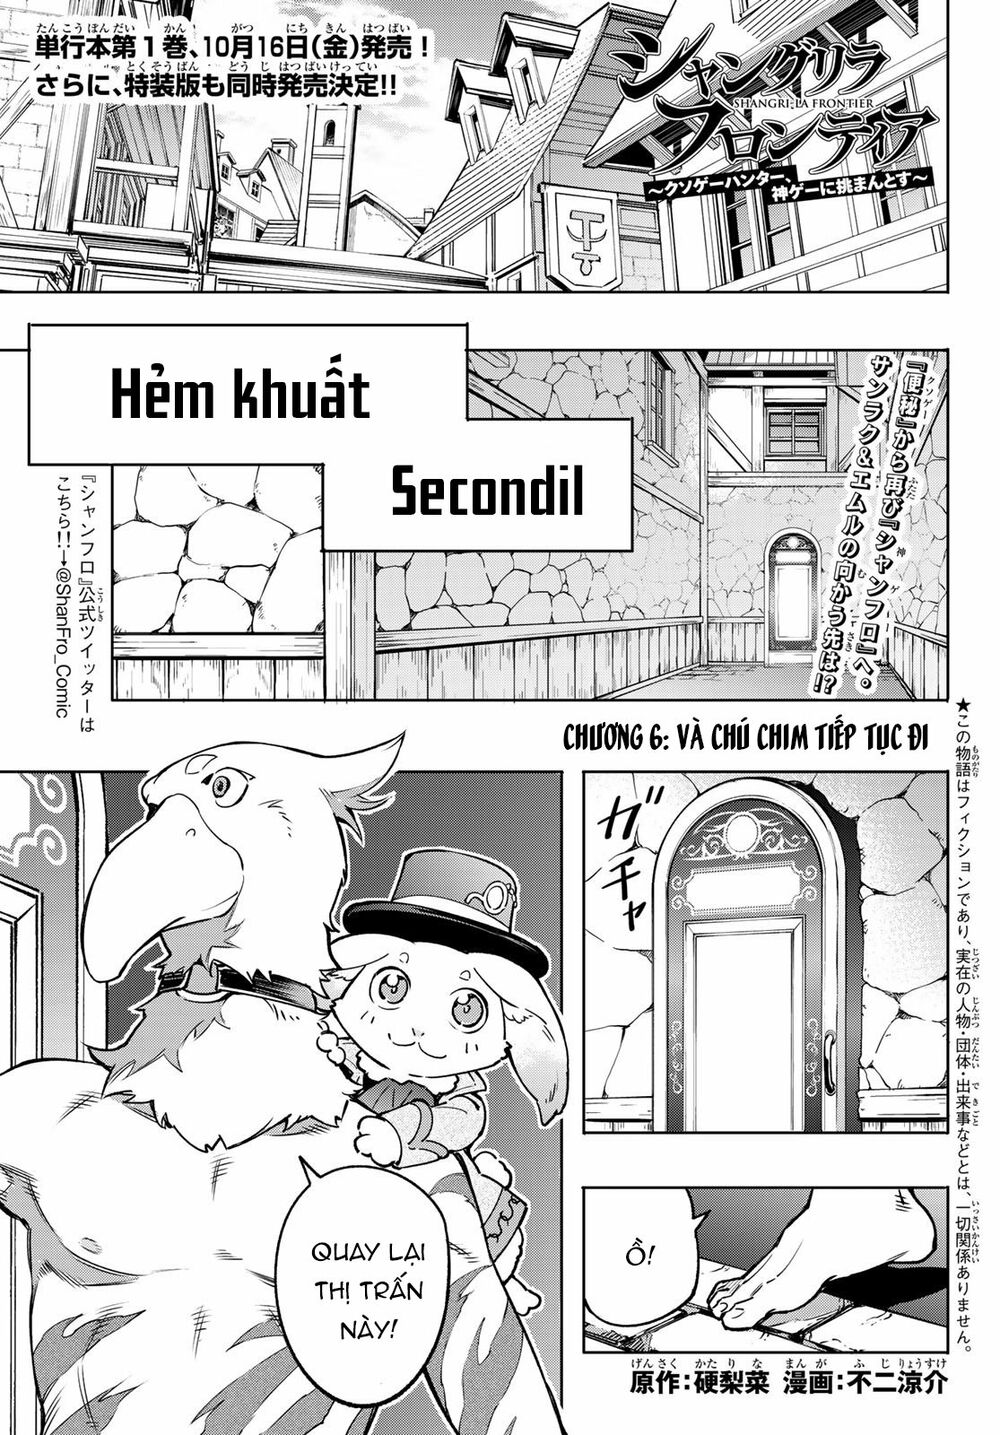 単行本第1巻、10月16日(金)発売！
さらに、特装版も同時発売決定!!
シャングリラ
SHANGRI-LA FRONTIER
フロンティア
～クソゲーハンター、
神ゲーに挑まんとす～
Hẻm khuất
Secondil
『便秘』から再び『シャンフロ』へ。
サンラク&エムルの向かう先は!?
『シャンフロ』公式ツイッターは
こちら!!→@ShanFro_Comic
CHƯƠNG 6: VÀ CHÚ CHIM TIẾP TỤC ĐI
ガチャ
Ồ!
QUAY LẠI
THỊ TRẤN
NÀY!
★この物語はフィクションであり、実在の人物・団体・出来事などとは、一切関係ありません。
原作：硬梨菜 漫画：不二涼介